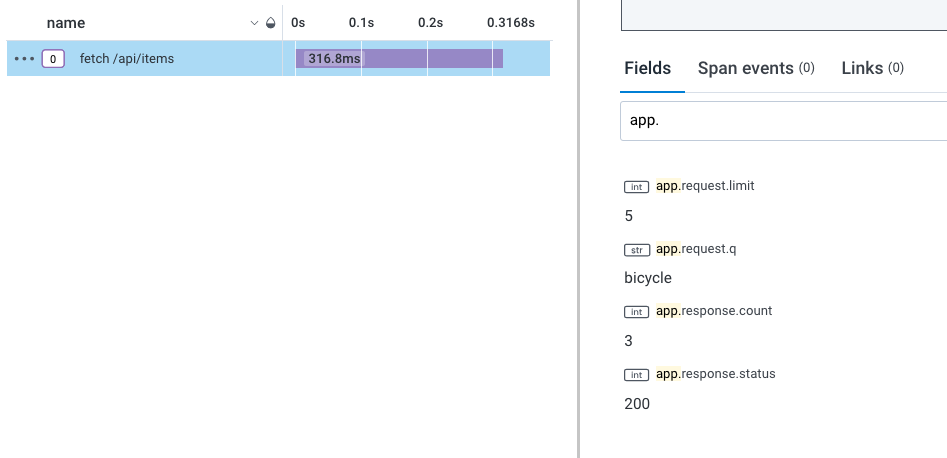 name 0s 0.1s 0.2s 0.3168s
0 fetch /api/items 316.8ms
Fields Span events (0) Links (0)
app.
int app.request.limit
5
str app.request.q
bicycle
int app.response.count
3
int app.response.status
200